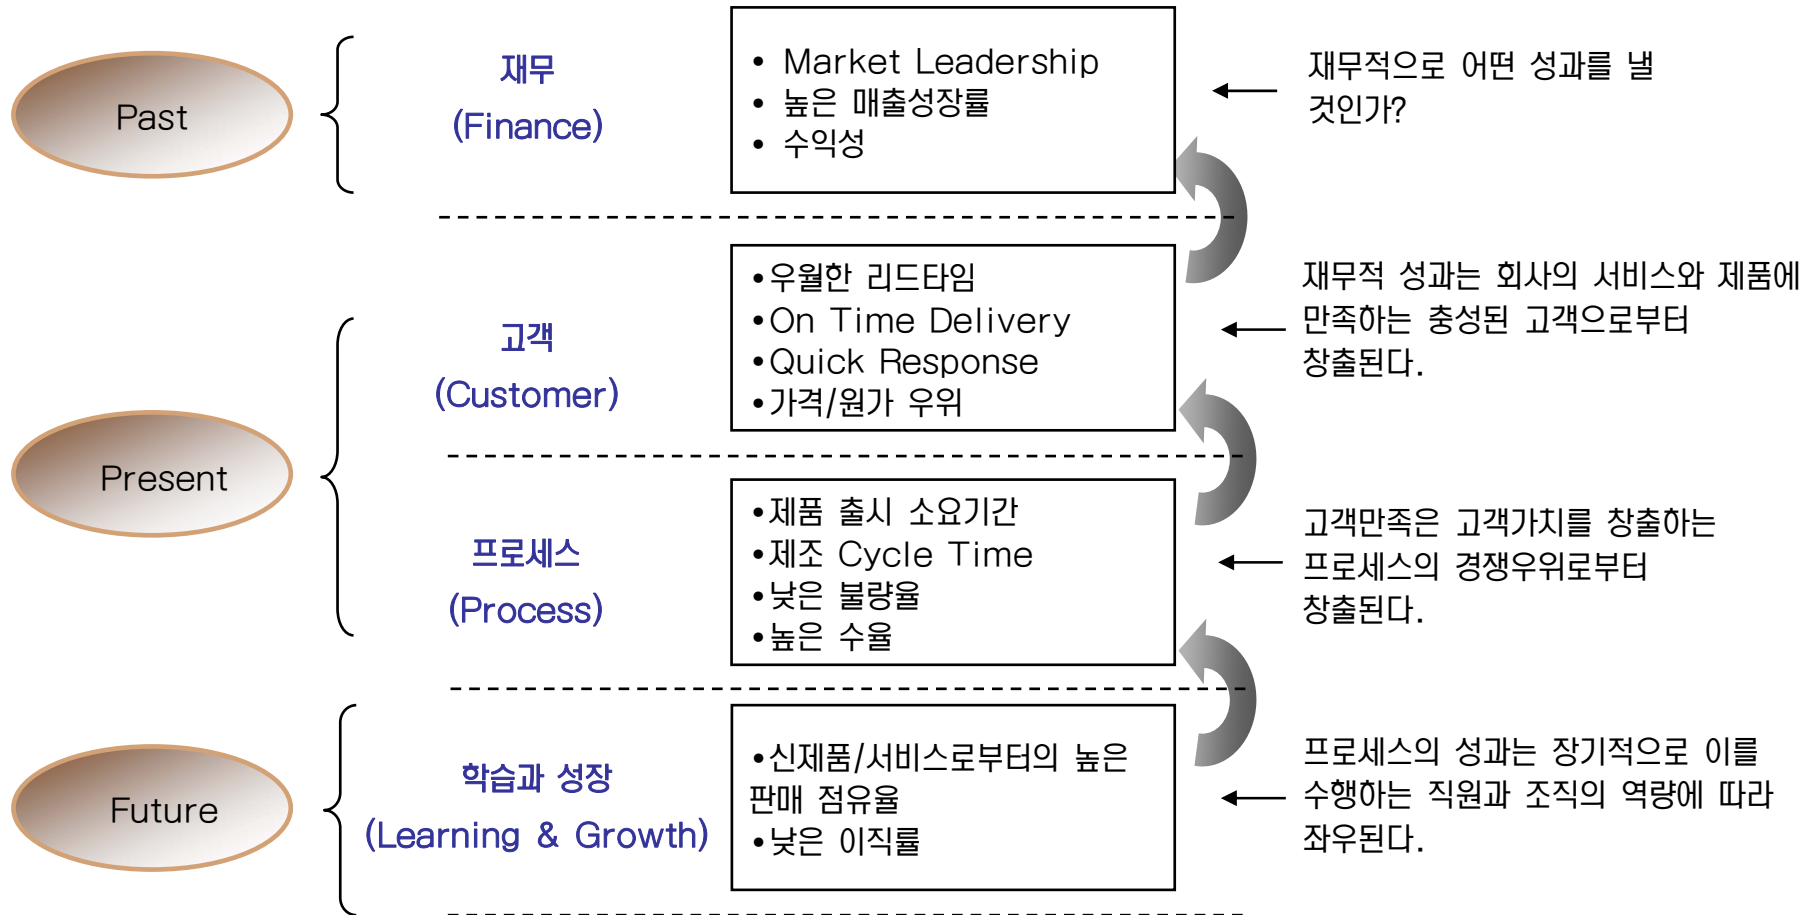 Past
재무
(Finance)
• Market Leadership
• 높은 매출성장률
• 수익성
재무적으로 어떤 성과를 낼
것인가?
Present
고객
(Customer)
•우월한 리드타임
•On Time Delivery
•Quick Response
•가격/원가 우위
재무적 성과는 회사의 서비스와 제품에
만족하는 충성된 고객으로부터
창출된다.
프로세스
(Process)
•제품 출시 소요기간
•제조 Cycle Time
•낮은 불량율
•높은 수율
고객만족은 고객가치를 창출하는
프로세스의 경쟁우위로부터
창출된다.
Future
학습과 성장
(Learning & Growth)
•신제품/서비스로부터의 높은
판매 점유율
•낮은 이직률
프로세스의 성과는 장기적으로 이를
수행하는 직원과 조직의 역량에 따라
좌우된다.